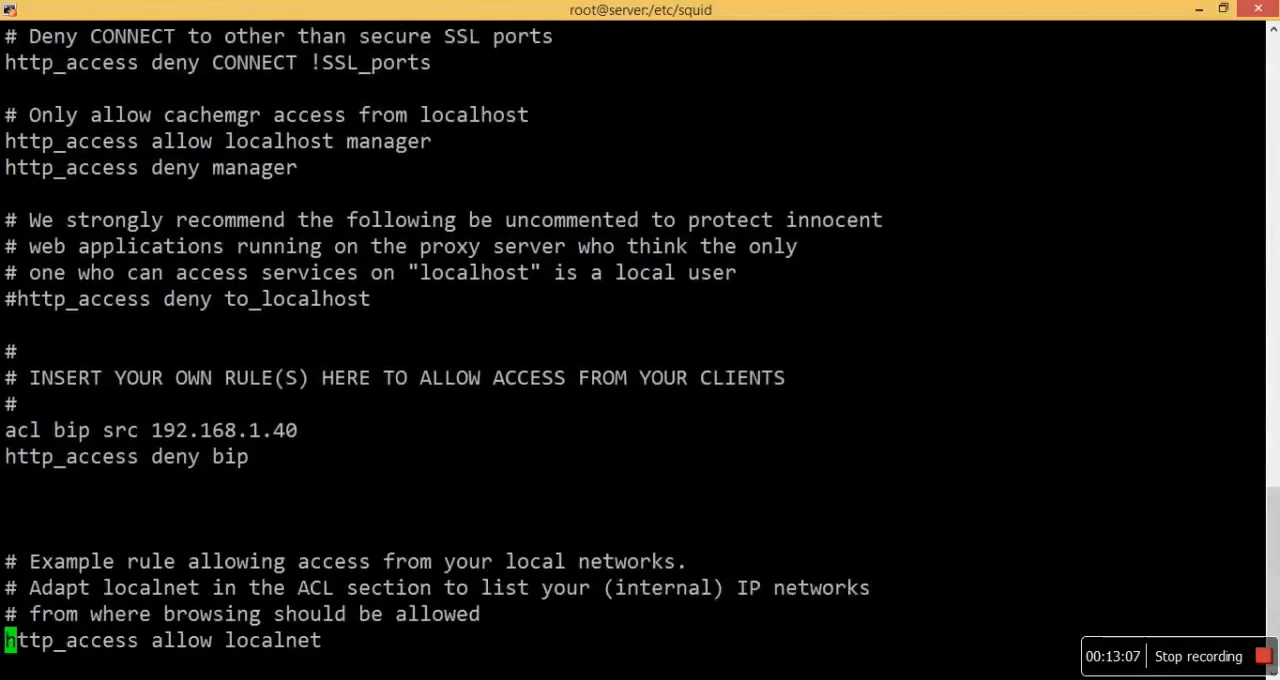 root@server:/etc/squid
# Deny CONNECT to other than secure SSL ports
http_access deny CONNECT !SSL_ports
# Only allow cachemgr access from localhost
http_access allow localhost manager
http_access deny manager
# We strongly recommend the following be uncommented to protect innocent
# web applications running on the proxy server who think the only
# one who can access services on "localhost" is a local user
#http_access deny to_localhost
#
# INSERT YOUR OWN RULE(S) HERE TO ALLOW ACCESS FROM YOUR CLIENTS
#
acl bip src 192.168.1.40
http_access deny bip
# Example rule allowing access from your local networks.
# Adapt localnet in the ACL section to list your (internal) IP networks
# from where browsing should be allowed
http_access allow localnet
00:13:07 Stop recording